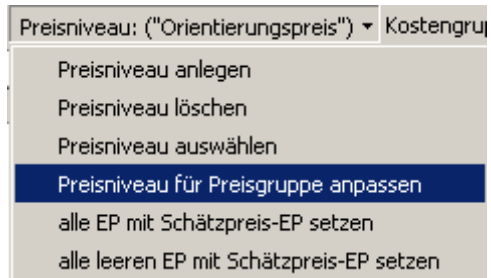 Preisniveau: ("Orientierungspreis")
Preisniveau anlegen
Preisniveau löschen
Preisniveau auswählen
Preisniveau für Preisgruppe anpassen
alle EP mit Schätzpreis-EP setzen
alle leeren EP mit Schätzpreis-EP setzen